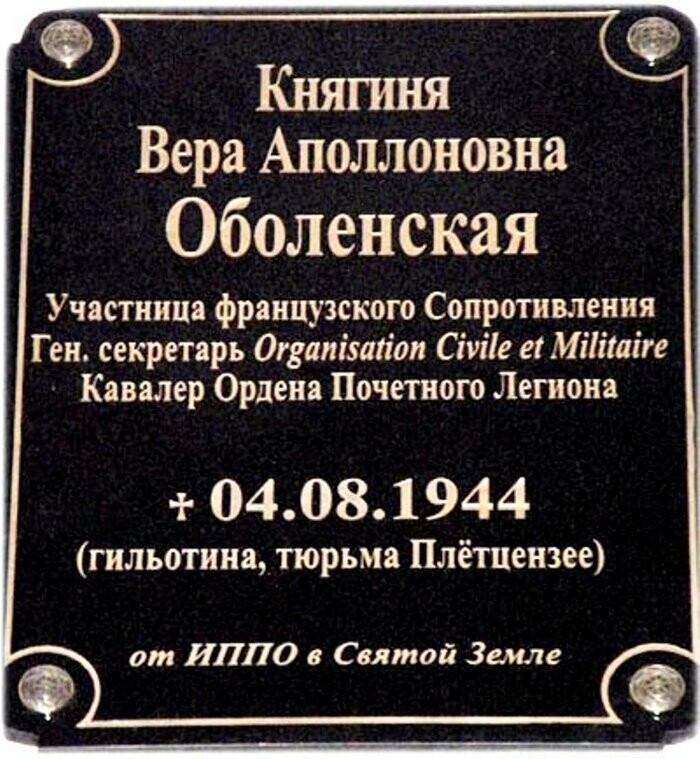 Княгиня
Вера Аполлоновна
Оболенская
Участница французского Сопротивления
Ген. секретарь Organisation Civile et Militaire
Кавалер Ордена Почетного Легиона
✝ 04.08.1944
(гильотина, тюрьма Плётцензее)
от ИППО в Святой Земле